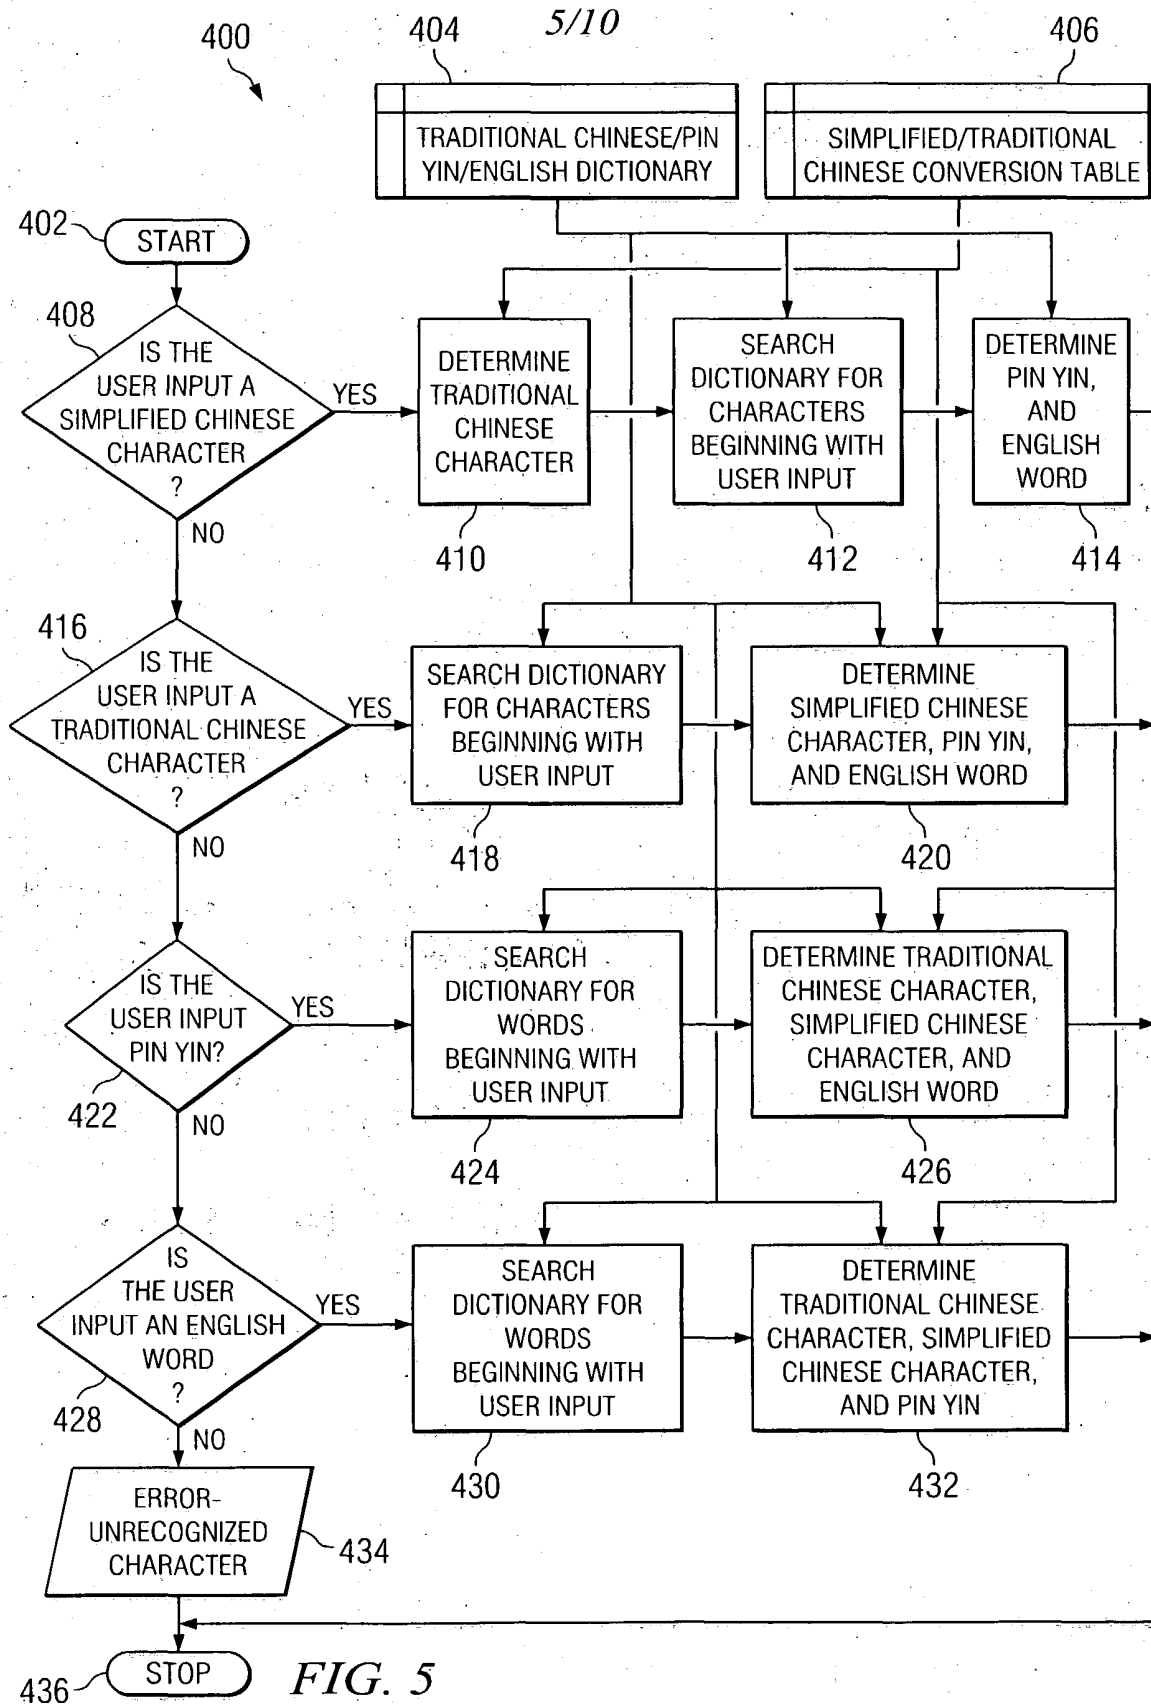 5/10
400
404
406
TRADITIONAL CHINESE/PIN
YIN/ENGLISH DICTIONARY
SIMPLIFIED/TRADITIONAL
CHINESE CONVERSION TABLE
402
START
408
IS THE
USER INPUT A
SIMPLIFIED CHINESE
CHARACTER
?
YES
NO
DETERMINE
TRADITIONAL
CHINESE
CHARACTER
410
SEARCH
DICTIONARY FOR
CHARACTERS
BEGINNING WITH
USER INPUT
412
DETERMINE
PIN YIN,
AND
ENGLISH
WORD
414
416
IS THE
USER INPUT A
TRADITIONAL CHINESE
CHARACTER
?
YES
NO
SEARCH DICTIONARY
FOR CHARACTERS
BEGINNING WITH
USER INPUT
418
DETERMINE
SIMPLIFIED CHINESE
CHARACTER, PIN YIN,
AND ENGLISH WORD
420
IS THE
USER INPUT
PIN YIN?
YES
422
NO
SEARCH
DICTIONARY FOR
WORDS
BEGINNING WITH
USER INPUT
424
DETERMINE TRADITIONAL
CHINESE CHARACTER,
SIMPLIFIED CHINESE
CHARACTER, AND
ENGLISH WORD
426
IS
THE USER
INPUT AN ENGLISH
WORD
?
YES
428
NO
SEARCH
DICTIONARY FOR
WORDS
BEGINNING WITH
USER INPUT
430
DETERMINE
TRADITIONAL CHINESE
CHARACTER, SIMPLIFIED
CHINESE CHARACTER,
AND PIN YIN
432
ERROR-
UNRECOGNIZED
CHARACTER
434
STOP
436
FIG. 5